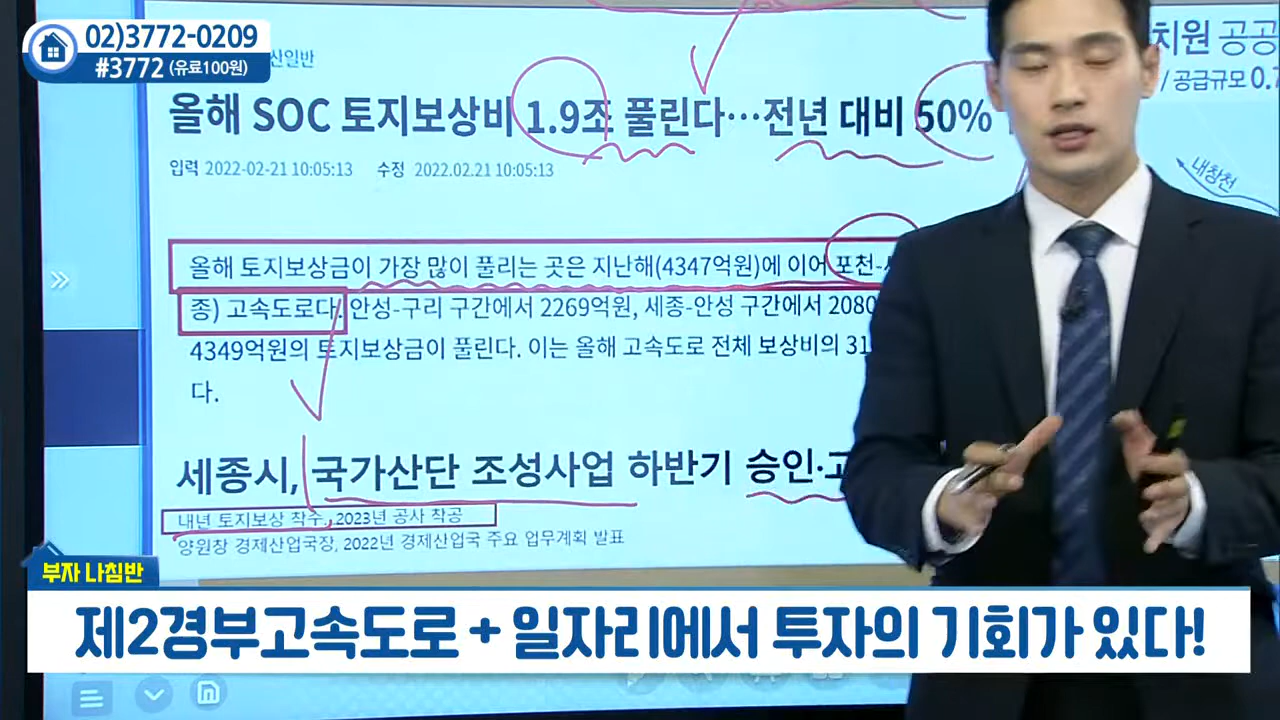 02)3772-0209
#3772 (유료100원)
산일반
올해 SOC 토지보상비 1.9조 풀린다…전년 대비 50%
입력 2022-02-21 10:05:13 수정 2022.02.21 10:05:13
올해 토지보상금이 가장 많이 풀리는 곳은 지난해(4347억원)에 이어 포천-
종) 고속도로다. 안성-구리 구간에서 2269억원, 세종-안성 구간에서 2080
4349억원의 토지보상금이 풀린다. 이는 올해 고속도로 전체 보상비의 31
다.
세종시, 국가산단 조성사업 하반기 승인·고
내년 토지보상 착수, 2023년 공사 착공
양원창 경제산업국장, 2022년 경제산업국 주요 업무계획 발표
치원 공공
/ 공급규모 0.7
내창천
부자 나침반
제2경부고속도로 + 일자리에서 투자의 기회가 있다!